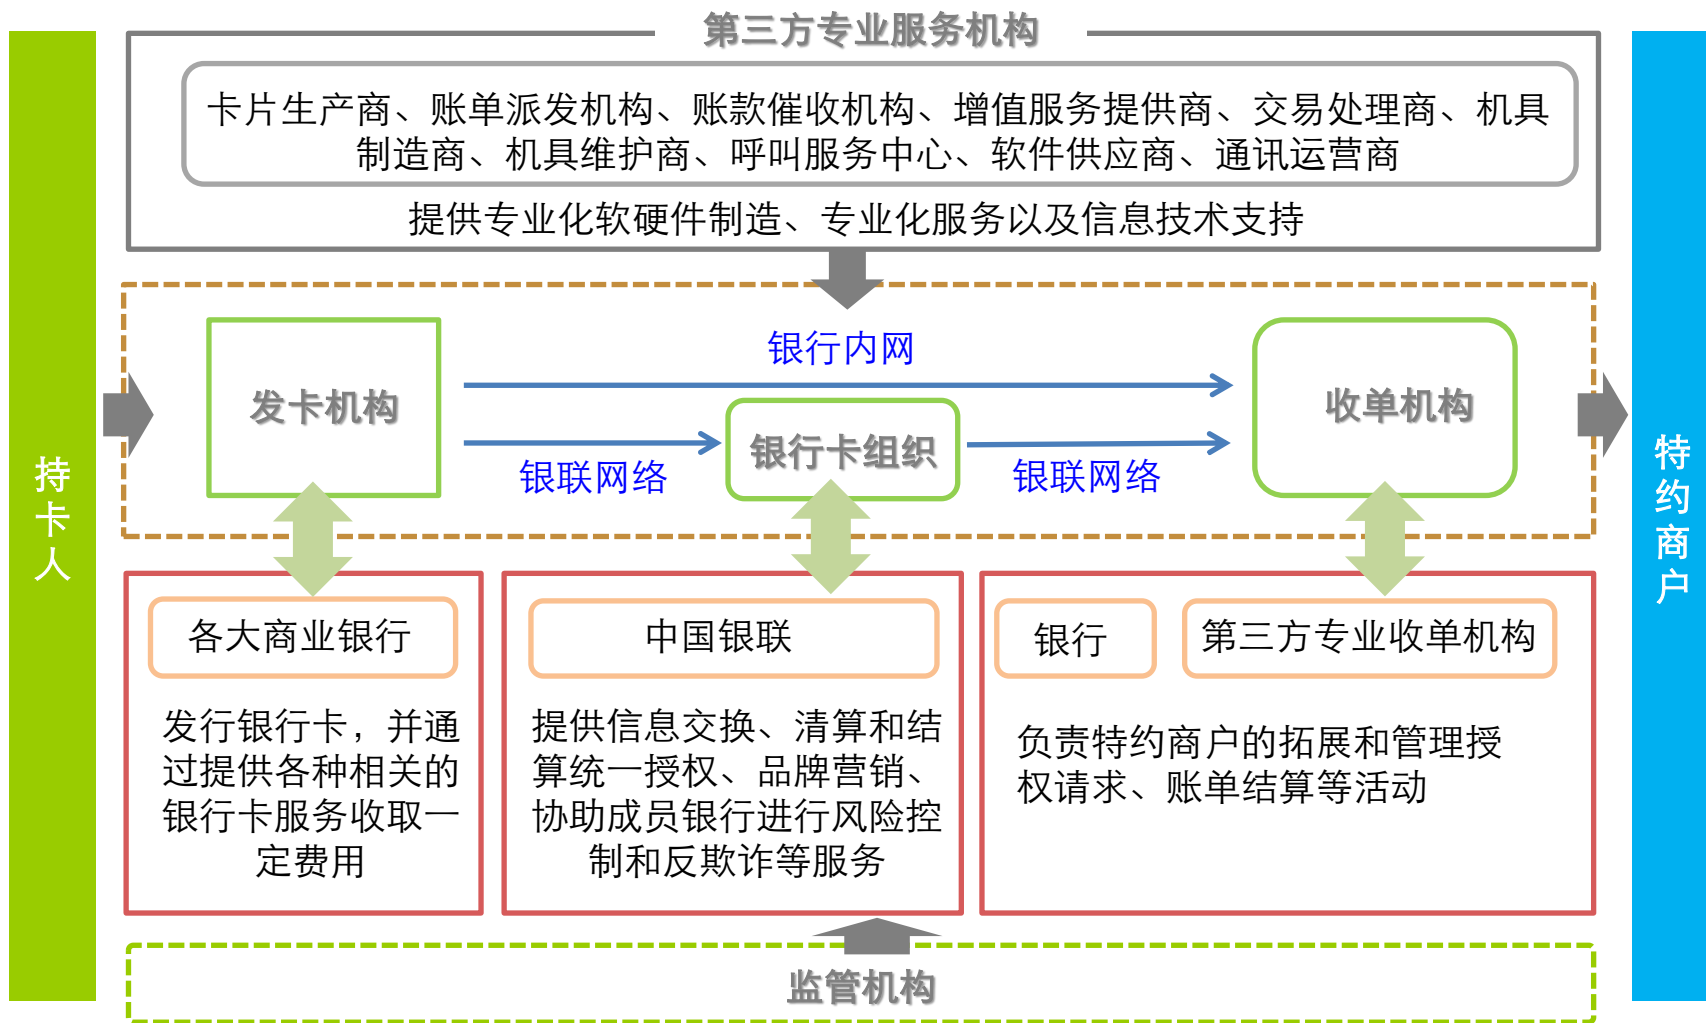 第三方专业服务机构
卡片生产商、账单派发机构、账款催收机构、增值服务提供商、交易处理商、机具
制造商、机具维护商、呼叫服务中心、软件供应商、通讯运营商
提供专业化软硬件制造、专业化服务以及信息技术支持
持卡人
发卡机构
银行内网
银联网络
银行卡组织
银联网络
收单机构
特约商户
各大商业银行
发行银行卡，并通
过提供各种相关的
银行卡服务收取一
定费用
中国银联
提供信息交换、清算和结
算统一授权、品牌营销、
协助成员银行进行风险控
制和反欺诈等服务
银行
第三方专业收单机构
负责特约商户的拓展和管理授
权请求、账单结算等活动
监管机构